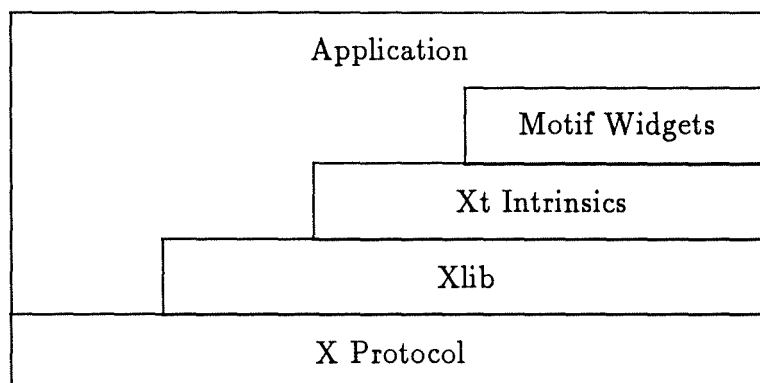 Application
Motif Widgets
Xt Intrinsics
Xlib
X Protocol